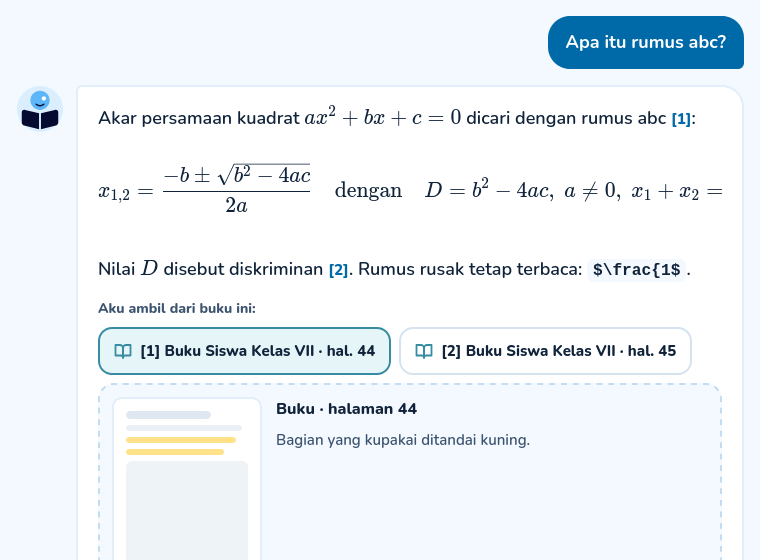 Apa itu rumus abc?
Akar persamaan kuadrat ax² + bx + c = 0 dicari dengan rumus abc [1]:
x₁,₂ = (-b ± √(b² − 4ac)) / 2a dengan D = b² − 4ac, a ≠ 0, x₁ + x₂ =
Nilai D disebut diskriminan [2]. Rumus rusak tetap terbaca: $\frac{1$ .
Aku ambil dari buku ini:
[1] Buku Siswa Kelas VII · hal. 44
[2] Buku Siswa Kelas VII · hal. 45
Buku · halaman 44
Bagian yang kupakai ditandai kuning.